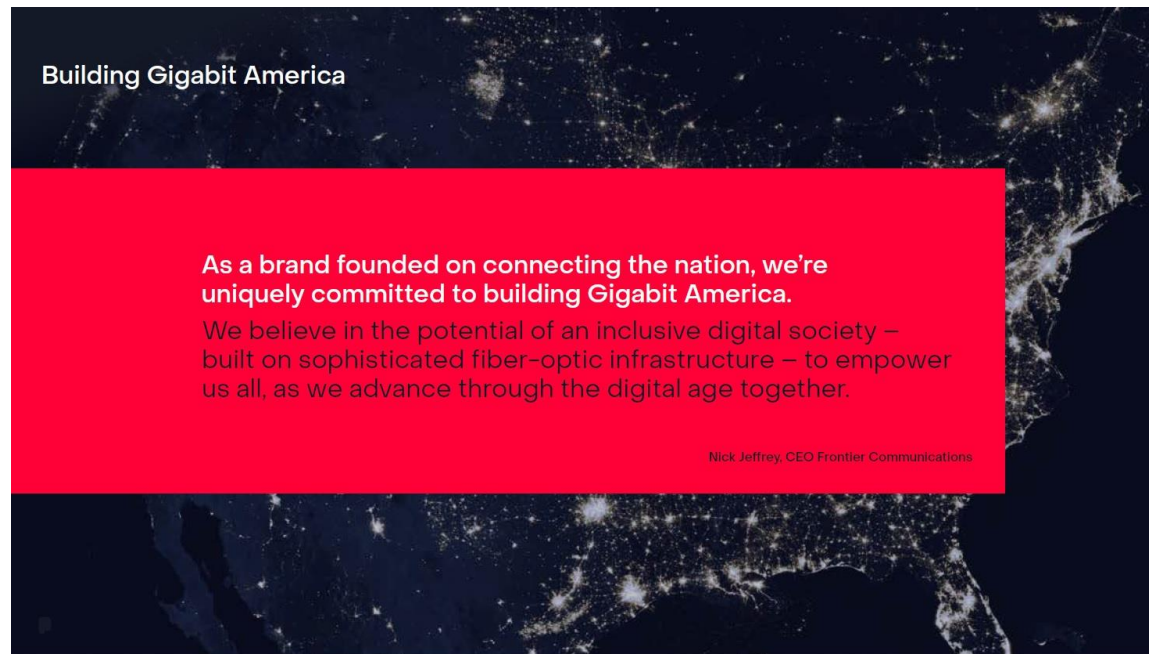 Building Gigabit America
As a brand founded on connecting the nation, we’re
uniquely committed to building Gigabit America.
We believe in the potential of an inclusive digital society –
built on sophisticated fiber-optic infrastructure – to empower
us all, as we advance through the digital age together.
Nick Jeffrey, CEO Frontier Communications